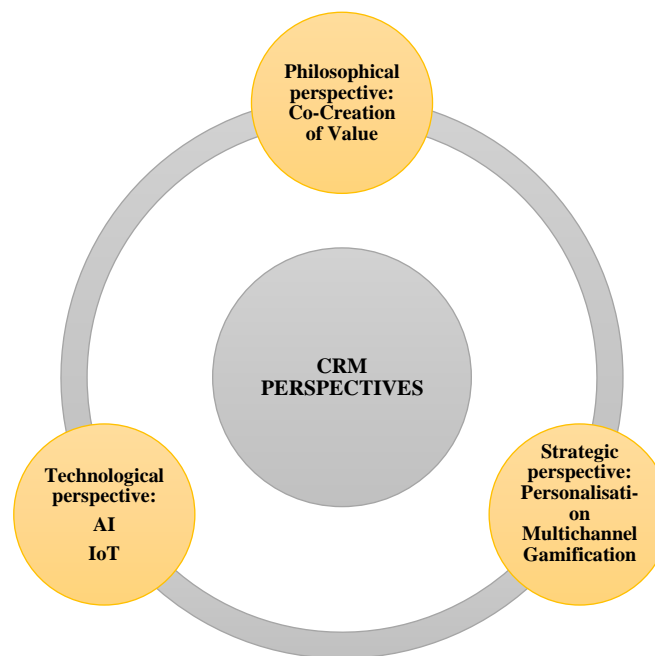 Philosophical
perspective:
Co-Creation
of Value
CRM
PERSPECTIVES
Technological
perspective:
AI
IoT
Strategic
perspective:
Personalisati-
on
Multichannel
Gamification